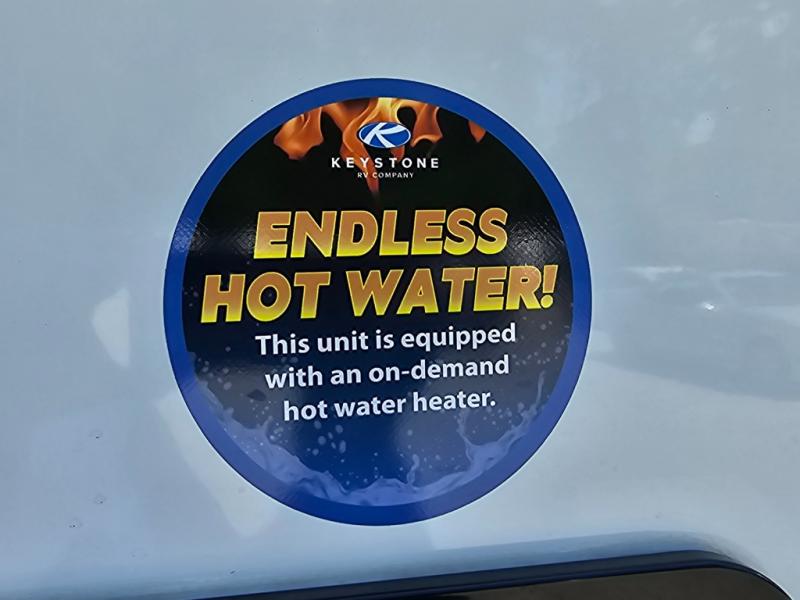 K
KEYSTONE
RV COMPANY
ENDLESS
HOT WATER!
This unit is equipped
with an on-demand
hot water heater.